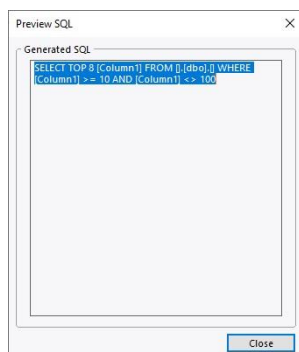 Preview SQL
Generated SQL
SELECT TOP 8 [Column1] FROM [].[dbo].[] WHERE
[Column1] >= 10 AND [Column1] <> 100
Close